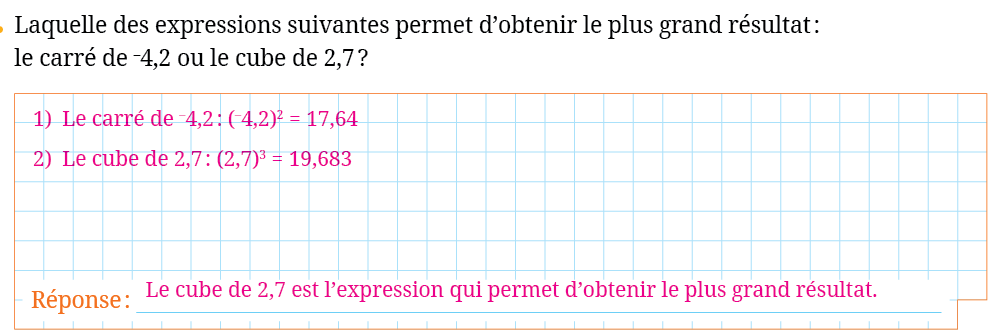 Laquelle des expressions suivantes permet d’obtenir le plus grand résultat :
le carré de ⁻4,2 ou le cube de 2,7 ?
1) Le carré de ⁻4,2 : (⁻4,2)² = 17,64
2) Le cube de 2,7 : (2,7)³ = 19,683
Réponse : Le cube de 2,7 est l’expression qui permet d’obtenir le plus grand résultat.